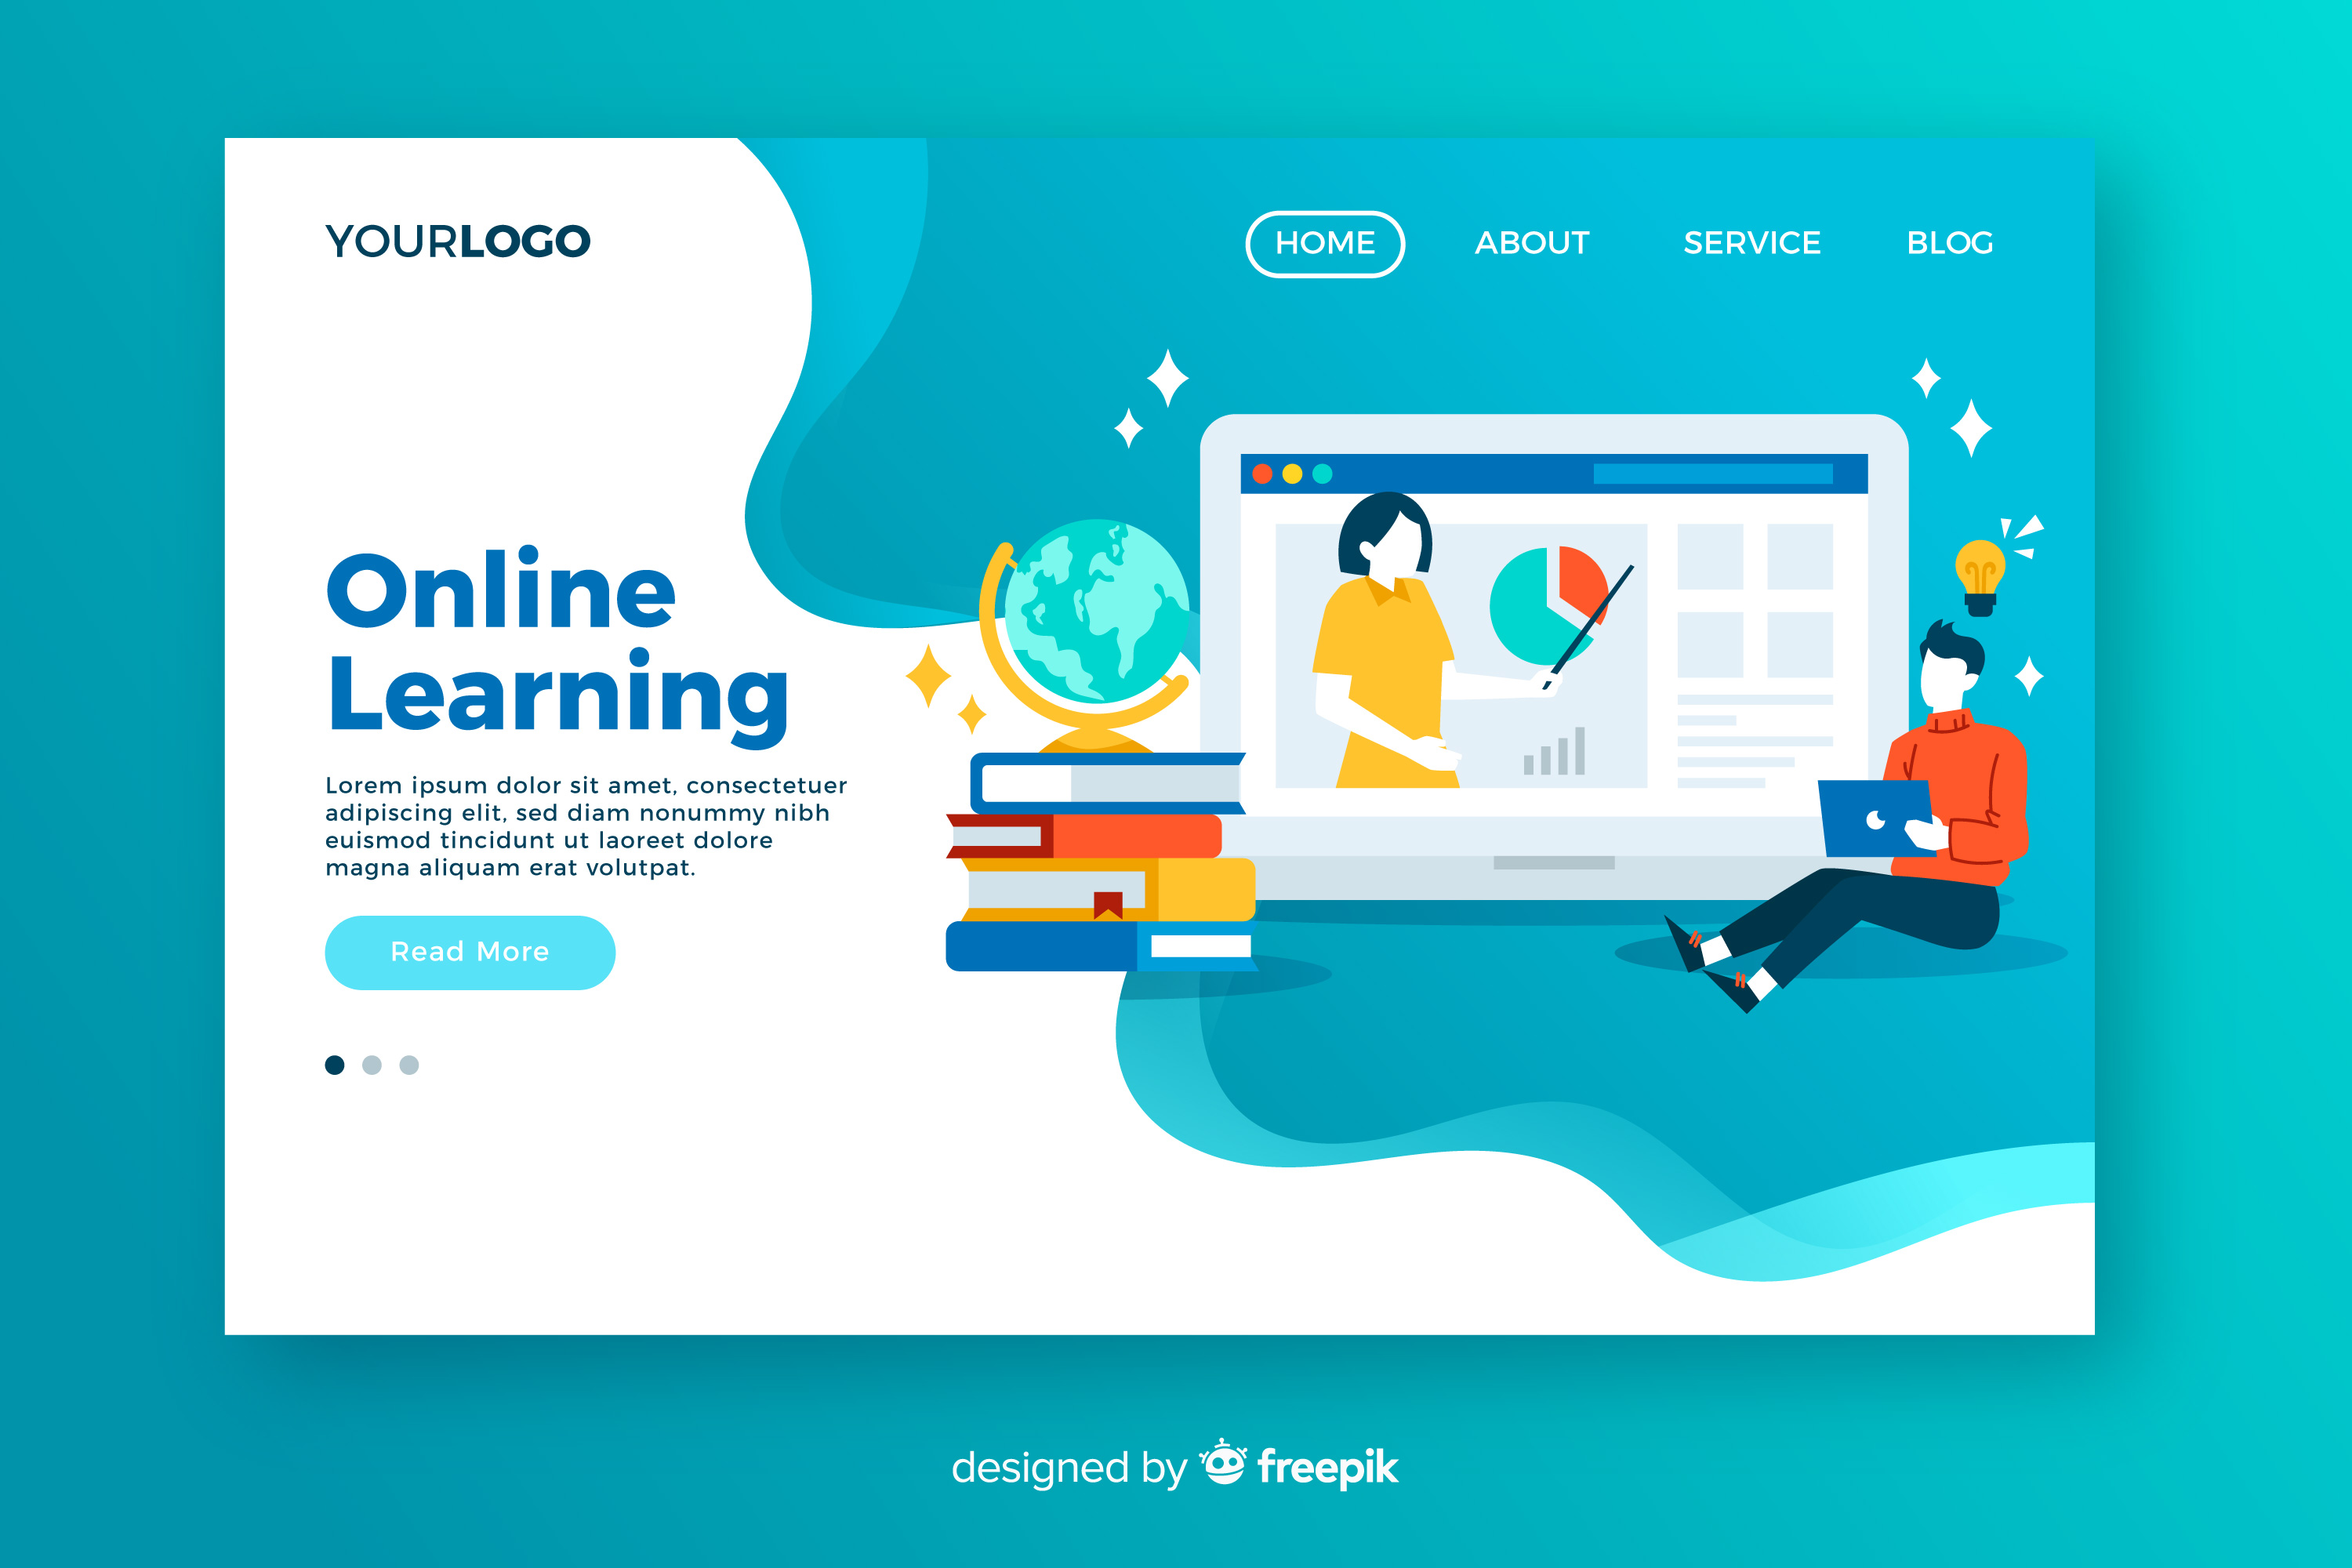 YOURLOGO
HOME ABOUT SERVICE BLOG
Online
Learning
Lorem ipsum dolor sit amet, consectetuer
adipiscing elit, sed diam nonummy nibh
euismod tincidunt ut laoreet dolore
magna aliquam erat volutpat.
Read More
designed by freepik